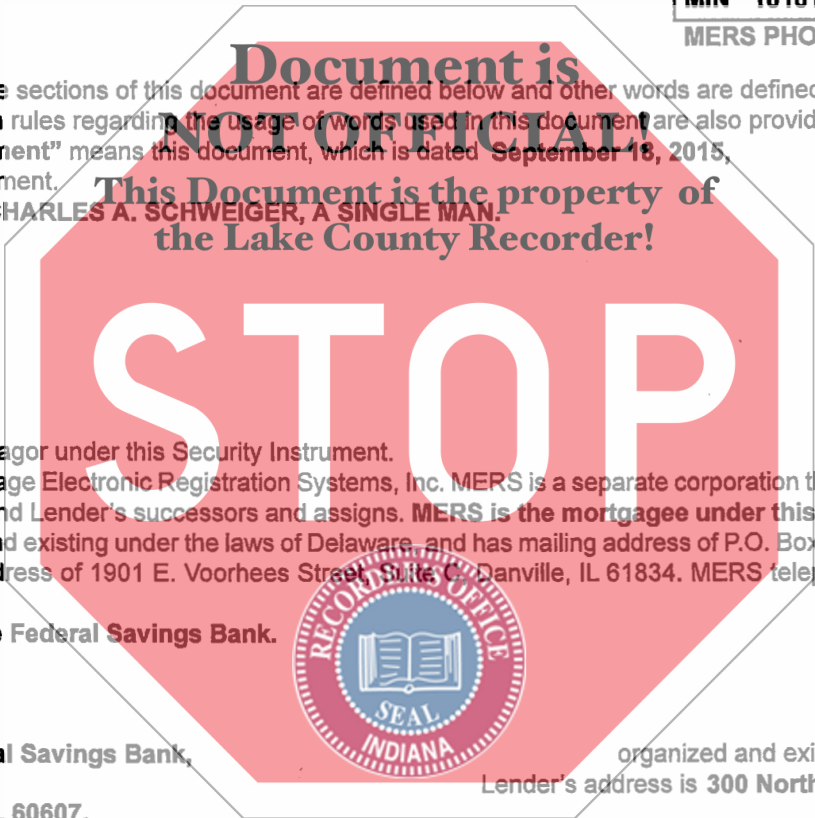 MERS PHO
Document is
e sections of this document are defined below and other words are defined
rules regarding the usage of words used in this document are also provid
NOT OFFICIAL!
ment" means this document, which is dated September 18, 2015,
ment.
This Document is the property of
CHARLES A. SCHWEIGER, A SINGLE MAN.
the Lake County Recorder!
STOP
agor under this Security Instrument.
age Electronic Registration Systems, Inc. MERS is a separate corporation t
nd Lender's successors and assigns. MERS is the mortgagee under this
d existing under the laws of Delaware, and has mailing address of P.O. Box
dress of 1901 E. Voorhees Street, Suite C, Danville, IL 61834. MERS tele
Federal Savings Bank.
RECORDER'S OFFICE
SEAL
INDIANA
al Savings Bank,
organized and exi
Lender's address is 300 North
60607.